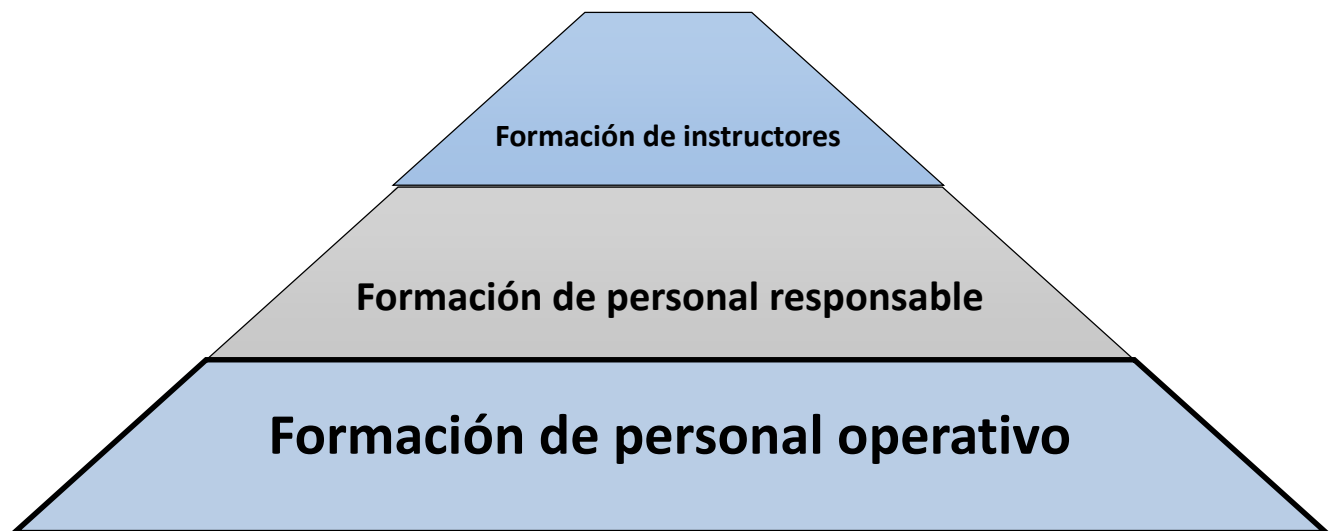 Formación de instructores
Formación de personal responsable
Formación de personal operativo